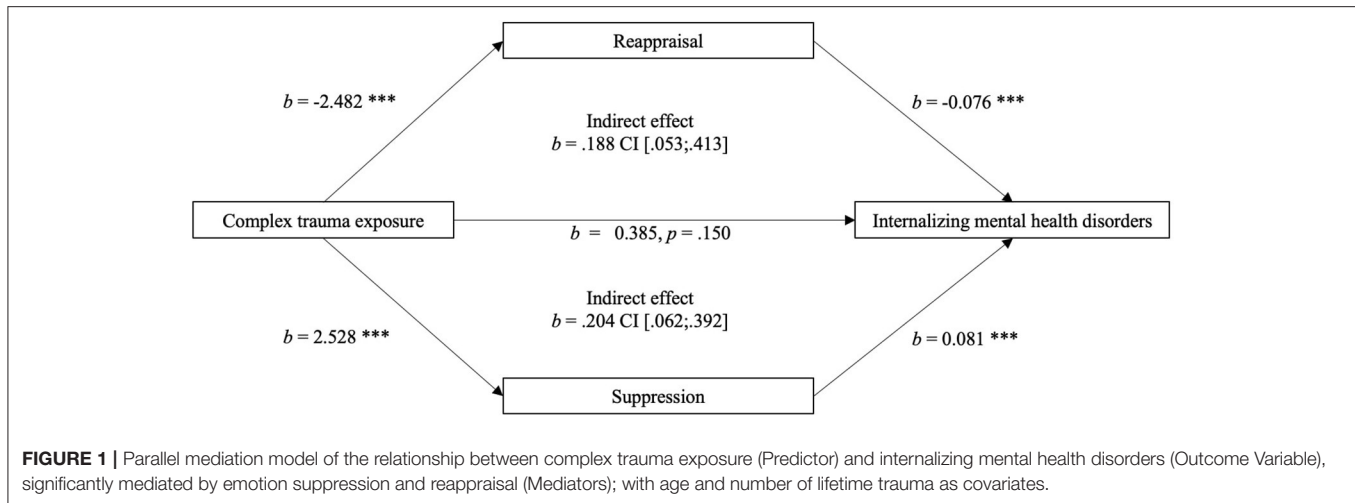 Reappraisal
b = -2.482 ***
b = -0.076 ***
Indirect effect
b = .188 CI [.053;.413]
Complex trauma exposure
Internalizing mental health disorders
b = 0.385, p = .150
Indirect effect
b = .204 CI [.062;.392]
b = 2.528 ***
b = 0.081 ***
Suppression
FIGURE 1 | Parallel mediation model of the relationship between complex trauma exposure (Predictor) and internalizing mental health disorders (Outcome Variable),
significantly mediated by emotion suppression and reappraisal (Mediators); with age and number of lifetime trauma as covariates.